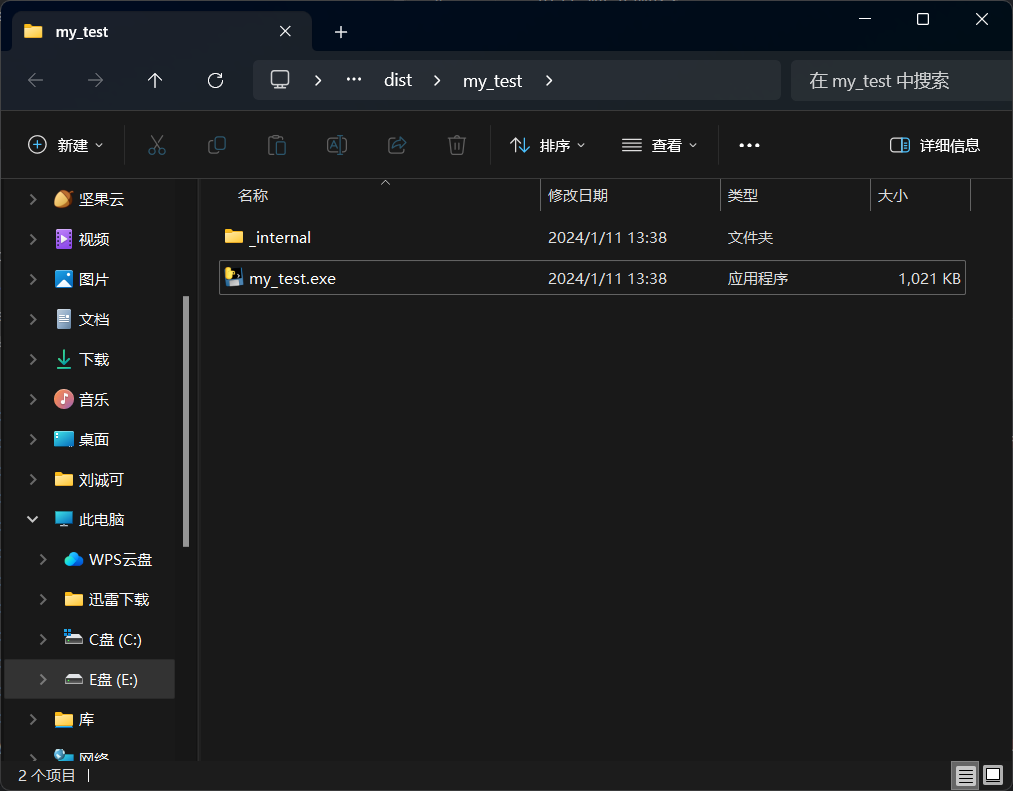 my_test
dist
my_test
在 my_test 中搜索
新建
排序
查看
详细信息
名称
修改日期
类型
大小
_internal
2024/1/11 13:38
文件夹
my_test.exe
2024/1/11 13:38
应用程序
1,021 KB
坚果云
视频
图片
文档
下载
音乐
桌面
刘诚可
此电脑
WPS云盘
迅雷下载
C盘 (C:)
E盘 (E:)
库
网络
2 个项目